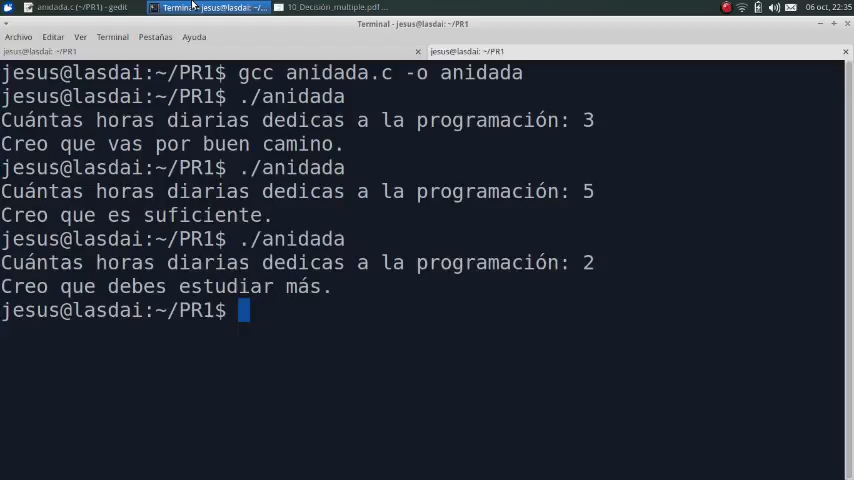 anidada.c (~/PR1) - gedit
Terminal - jesus@lasdai: ~/...
10_Decisión_multiple.pdf ...
06 oct, 22:35
Terminal - jesus@lasdai: ~/PR1
Archivo Editar Ver Terminal Pestañas Ayuda
jesus@lasdai: ~/PR1
jesus@lasdai: ~/PR1
jesus@lasdai:~/PR1$ gcc anidada.c -o anidada
jesus@lasdai:~/PR1$ ./anidada
Cuántas horas diarias dedicas a la programación: 3
Creo que vas por buen camino.
jesus@lasdai:~/PR1$ ./anidada
Cuántas horas diarias dedicas a la programación: 5
Creo que es suficiente.
jesus@lasdai:~/PR1$ ./anidada
Cuántas horas diarias dedicas a la programación: 2
Creo que debes estudiar más.
jesus@lasdai:~/PR1$